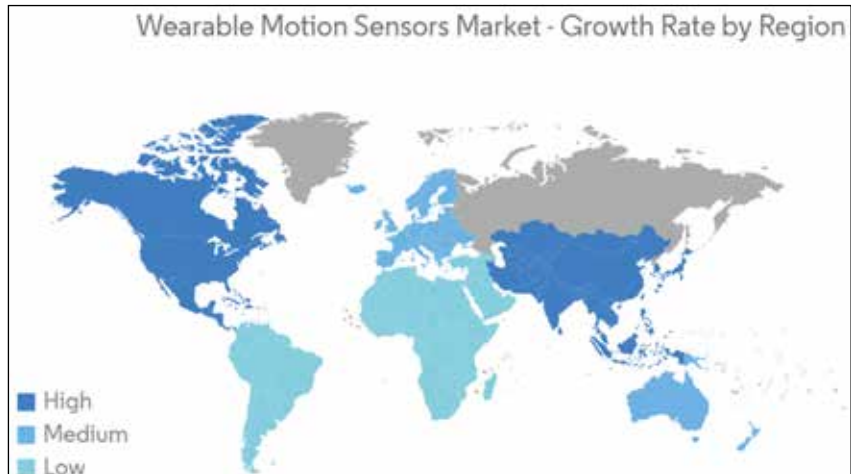 Wearable Motion Sensors Market - Growth Rate by Region
High
Medium
Low